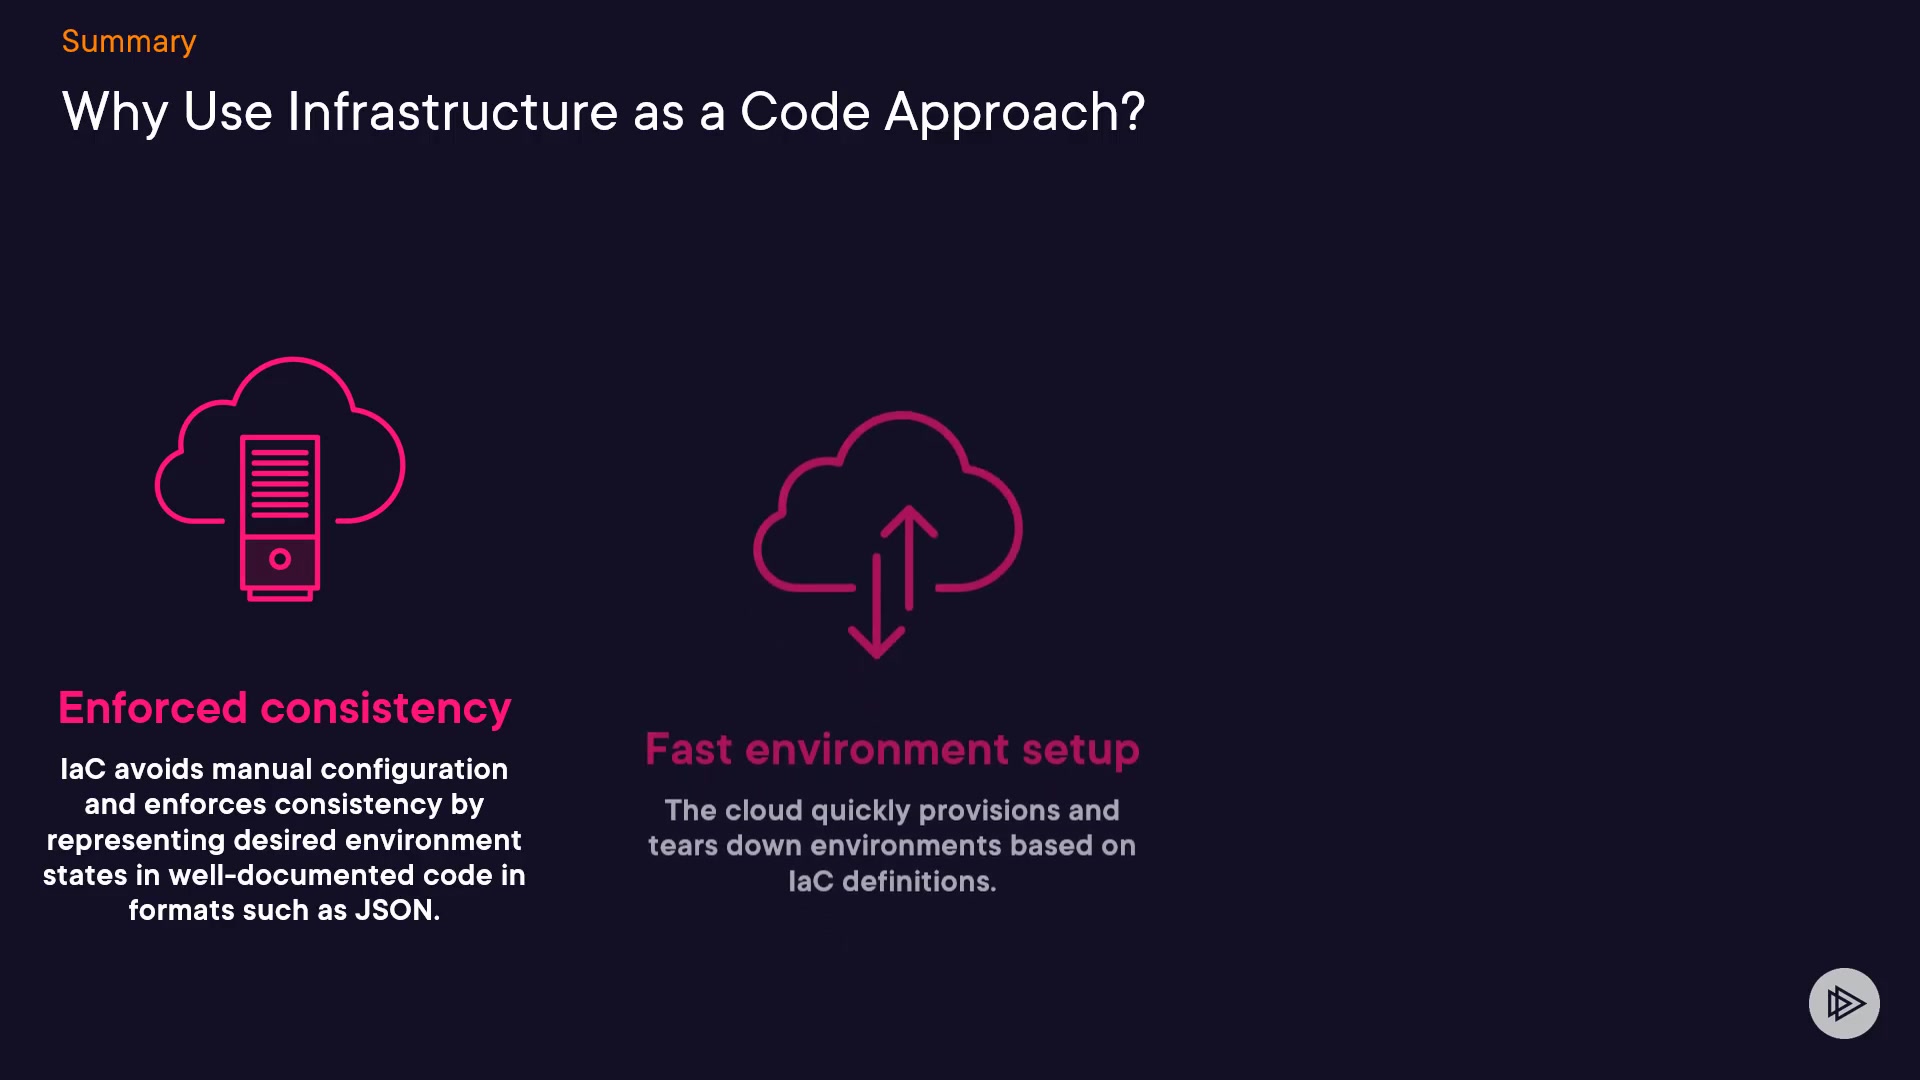 Summary
Why Use Infrastructure as a Code Approach?
Enforced consistency
IaC avoids manual configuration
and enforces consistency by
representing desired environment
states in well-documented code in
formats such as JSON.
Fast environment setup
The cloud quickly provisions and
tears down environments based on
IaC definitions.